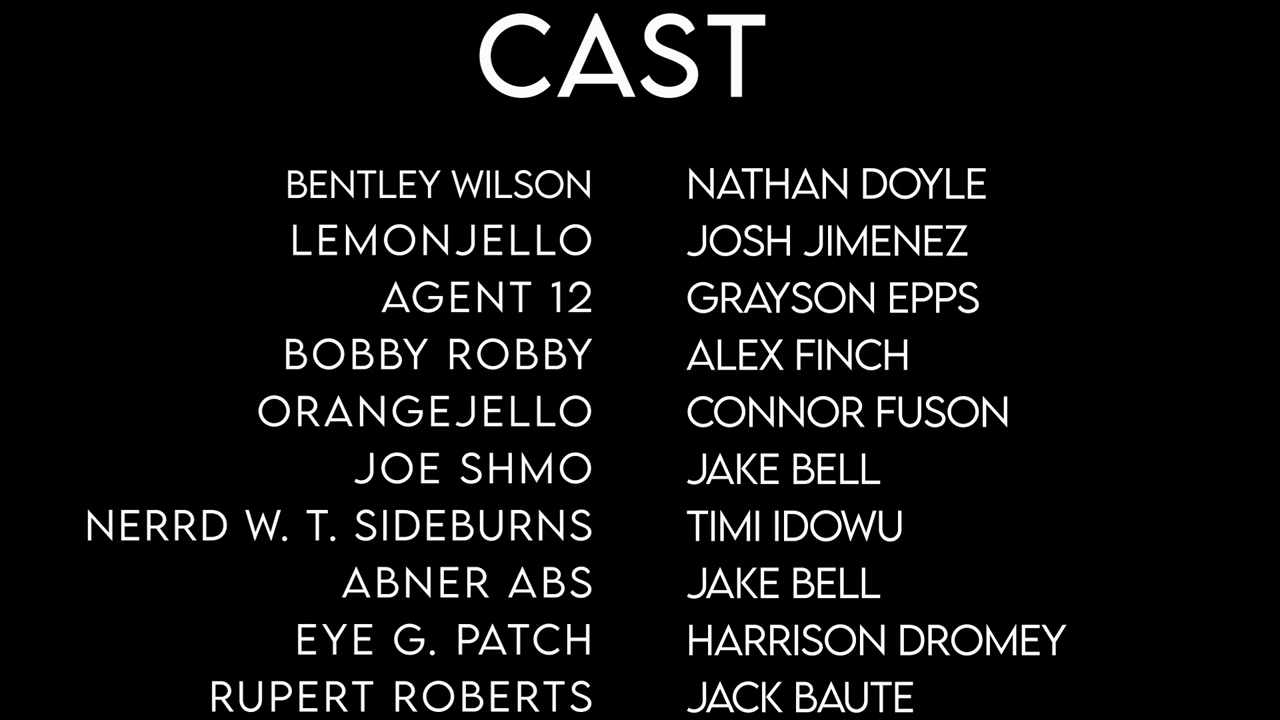 CAST
BENTLEY WILSON NATHAN DOYLE
LEMONJELLO JOSH JIMENEZ
AGENT 12 GRAYSON EPPS
BOBBY ROBBY ALEX FINCH
ORANGEJELLO CONNOR FUSON
JOE SHMO JAKE BELL
NERRD W. T. SIDEBURNS TIMI IDOWU
ABNER ABS JAKE BELL
EYE G. PATCH HARRISON DROMEY
RUPERT ROBERTS JACK BAUTE